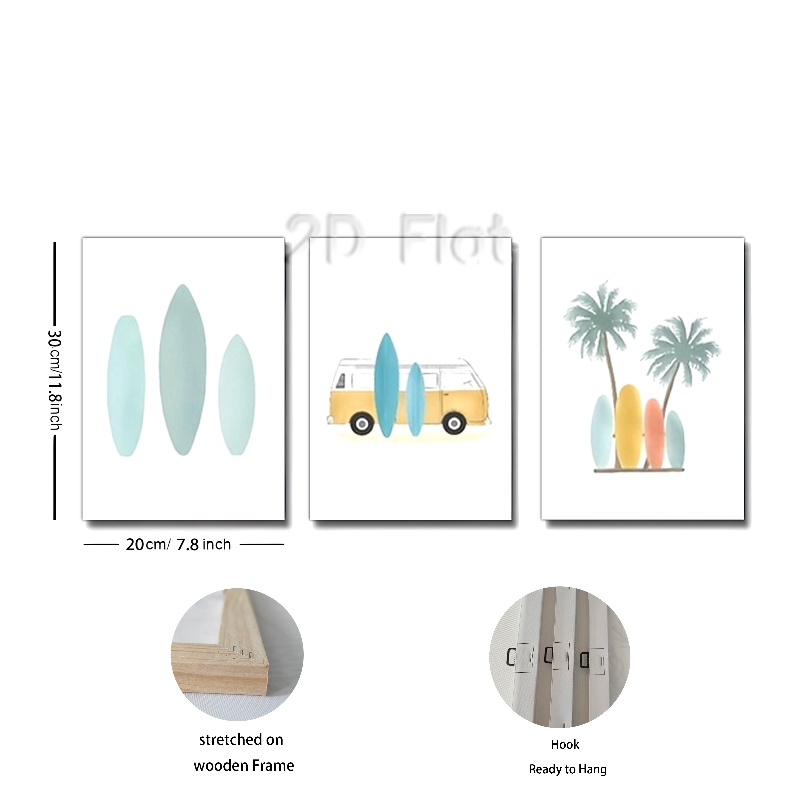 2D Flat
30cm/11.8inch
20cm/ 7.8 inch
stretched on
wooden Frame
Hook
Ready to Hang